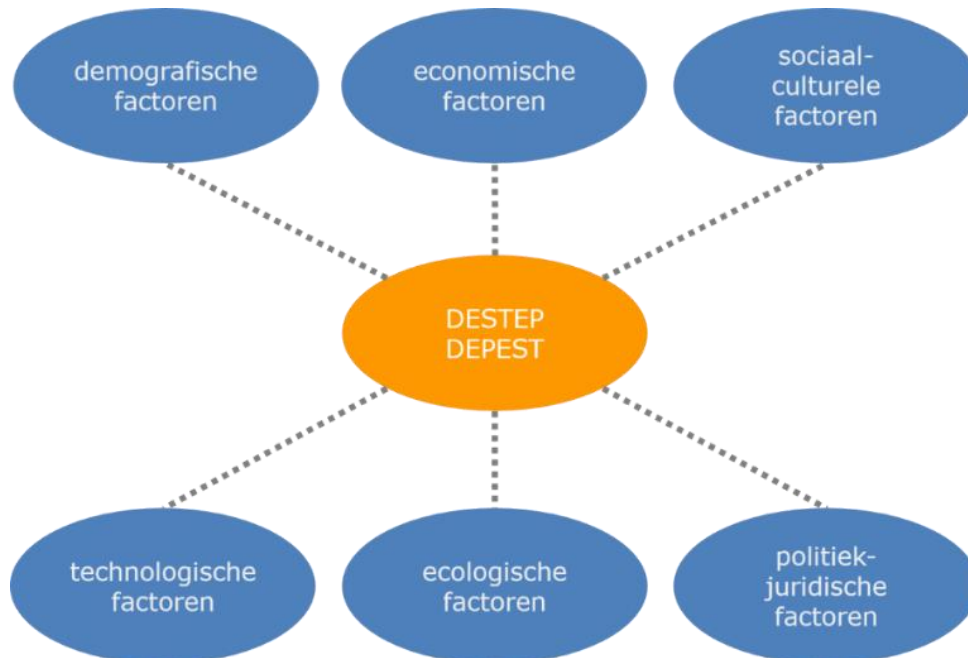 demografische
factoren
economische
factoren
sociaal-
culturele
factoren
DESTEP
DEPEST
technologische
factoren
ecologische
factoren
politiek-
juridische
factoren